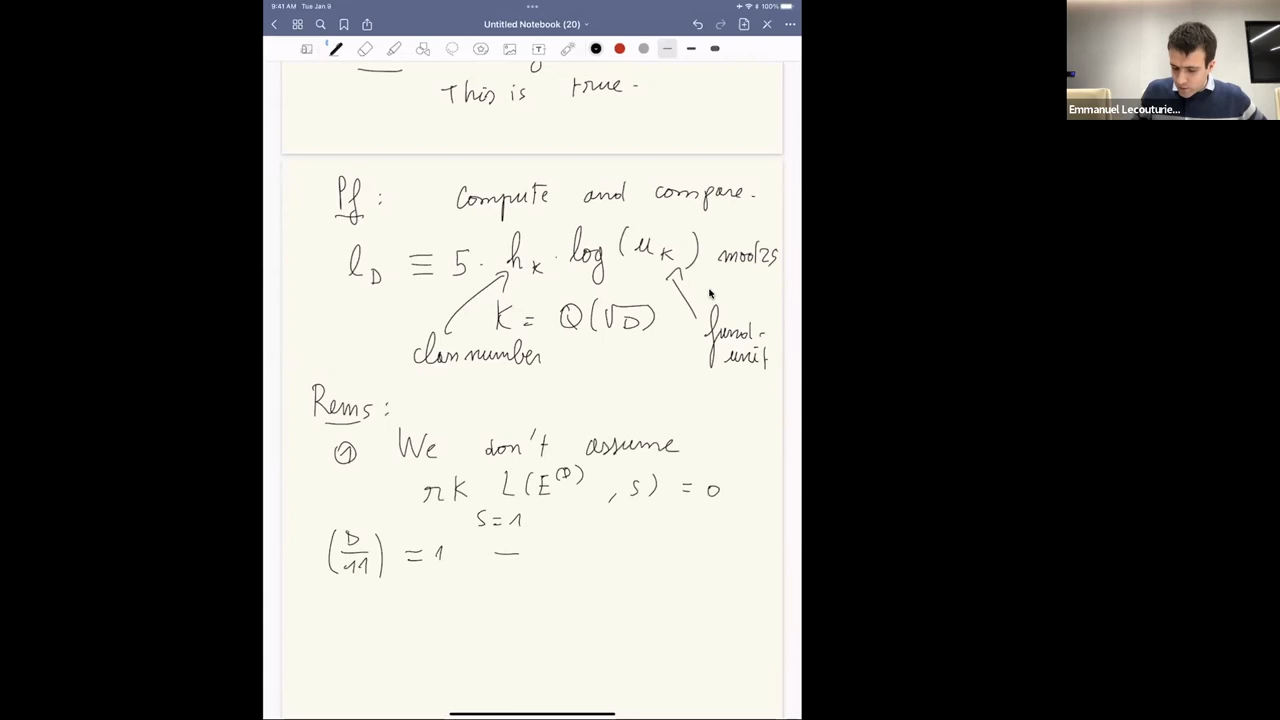 9:41 AM Tue Jan 9
100%
Untitled Notebook (20)
This is true.
Pf: Compute and compare.
l_D ≡ 5 · h_K · log(u_K) mod 25
K = Q(√D)
class number
fund. unit
Rems:
① We don't assume
rk L(E^(D), s) = 0
s=1
(D/11) = 1 —
Emmanuel Lecouturie...